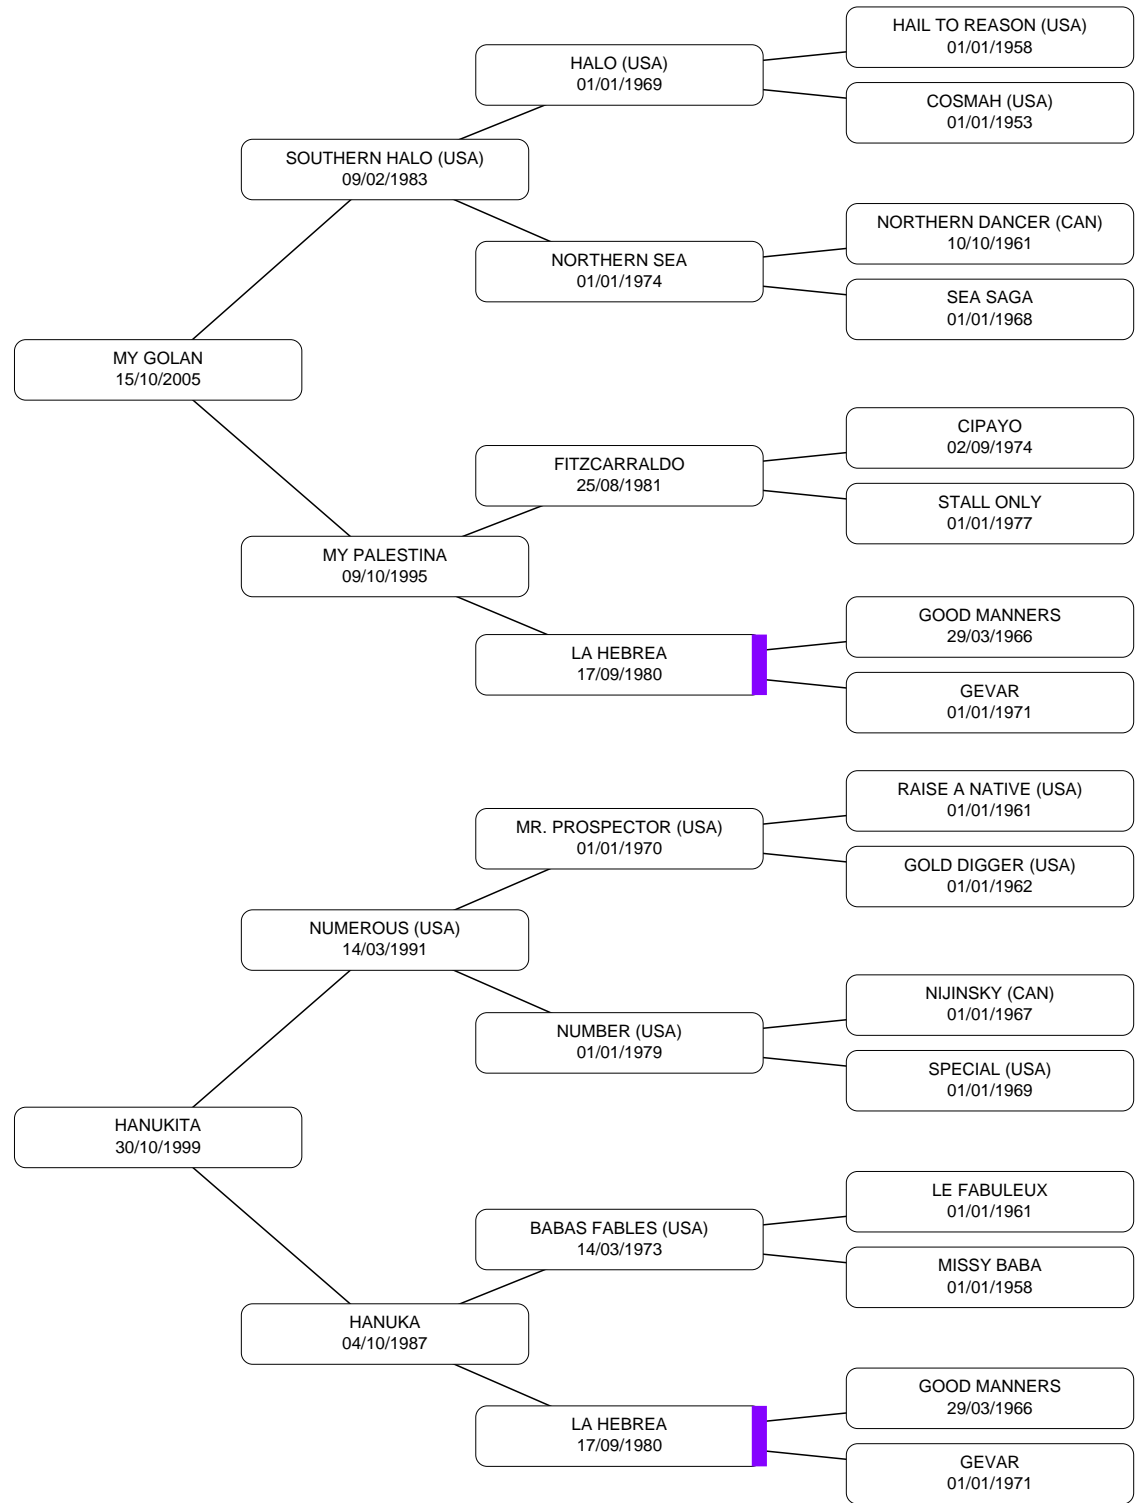 HAIL TO REASON (USA)
01/01/1958
HALO (USA)
01/01/1969
COSMAH (USA)
01/01/1953
SOUTHERN HALO (USA)
09/02/1983
NORTHERN DANCER (CAN)
10/10/1961
NORTHERN SEA
01/01/1974
SEA SAGA
01/01/1968
MY GOLAN
15/10/2005
CIPAYO
02/09/1974
FITZCARRALDO
25/08/1981
STALL ONLY
01/01/1977
MY PALESTINA
09/10/1995
GOOD MANNERS
29/03/1966
LA HEBREA
17/09/1980
GEVAR
01/01/1971
RAISE A NATIVE (USA)
01/01/1961
MR. PROSPECTOR (USA)
01/01/1970
GOLD DIGGER (USA)
01/01/1962
NUMEROUS (USA)
14/03/1991
NIJINSKY (CAN)
01/01/1967
NUMBER (USA)
01/01/1979
SPECIAL (USA)
01/01/1969
HANUKITA
30/10/1999
LE FABULEUX
01/01/1961
BABAS FABLES (USA)
14/03/1973
MISSY BABA
01/01/1958
HANUKA
04/10/1987
GOOD MANNERS
29/03/1966
LA HEBREA
17/09/1980
GEVAR
01/01/1971